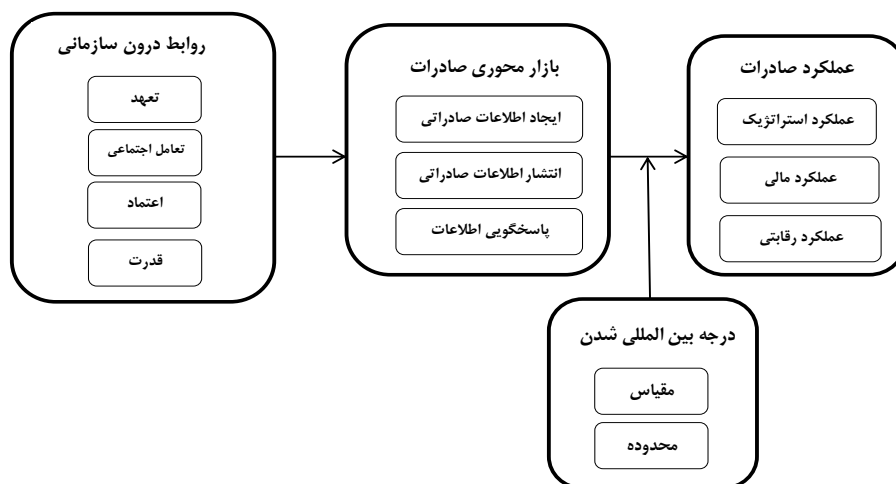 روابط درون سازمانی
تعهد
تعامل اجتماعی
اعتماد
قدرت
بازار محوری صادرات
ایجاد اطلاعات صادراتی
انتشار اطلاعات صادراتی
پاسخگویی اطلاعات
عملکرد صادرات
عملکرد استراتژیک
عملکرد مالی
عملکرد رقابتی
درجه بین المللی شدن
مقیاس
محدوده